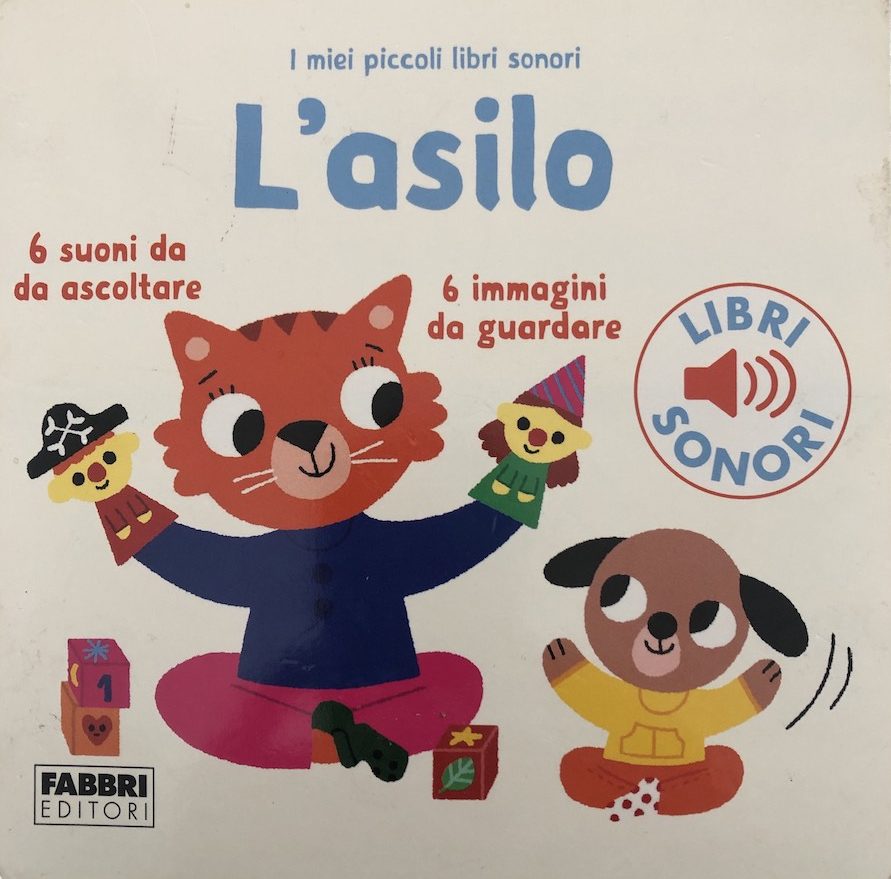 I miei piccoli libri sonori
L'asilo
6 suoni da
da ascoltare
6 immagini
da guardare
LIBRI
SONORI
1
FABBRI
EDITORI